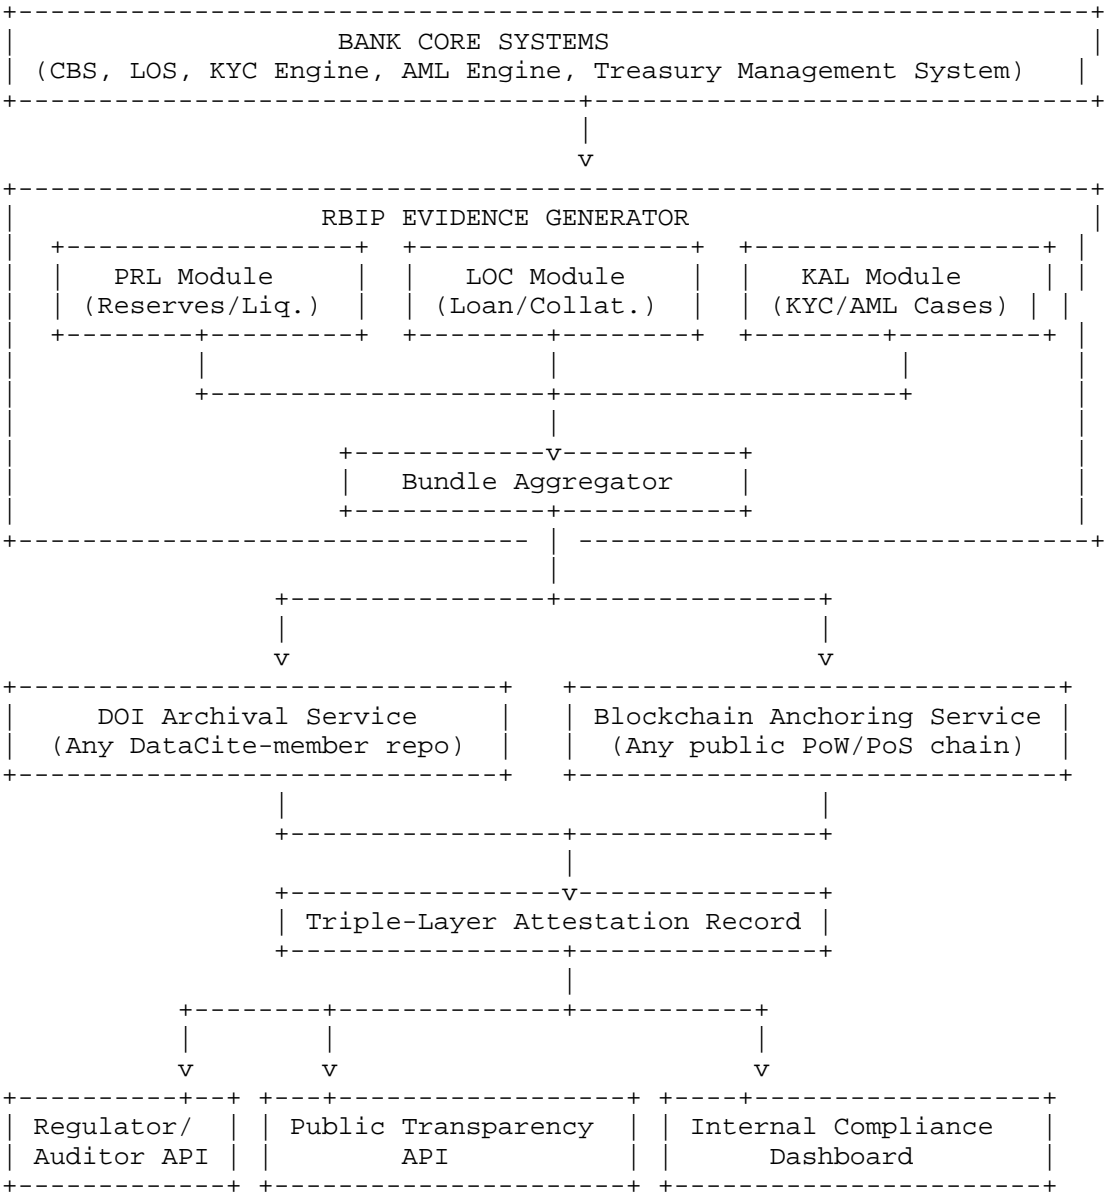 BANK CORE SYSTEMS
(CBS, LOS, KYC Engine, AML Engine, Treasury Management System)
v
RBIP EVIDENCE GENERATOR
PRL Module LOC Module KAL Module
(Reserves/Liq.) (Loan/Collat.) (KYC/AML Cases)
v
Bundle Aggregator
v v
DOI Archival Service Blockchain Anchoring Service
(Any DataCite-member repo) (Any public PoW/PoS chain)
v
Triple-Layer Attestation Record
v v v
Regulator/ Public Transparency Internal Compliance
Auditor API API Dashboard